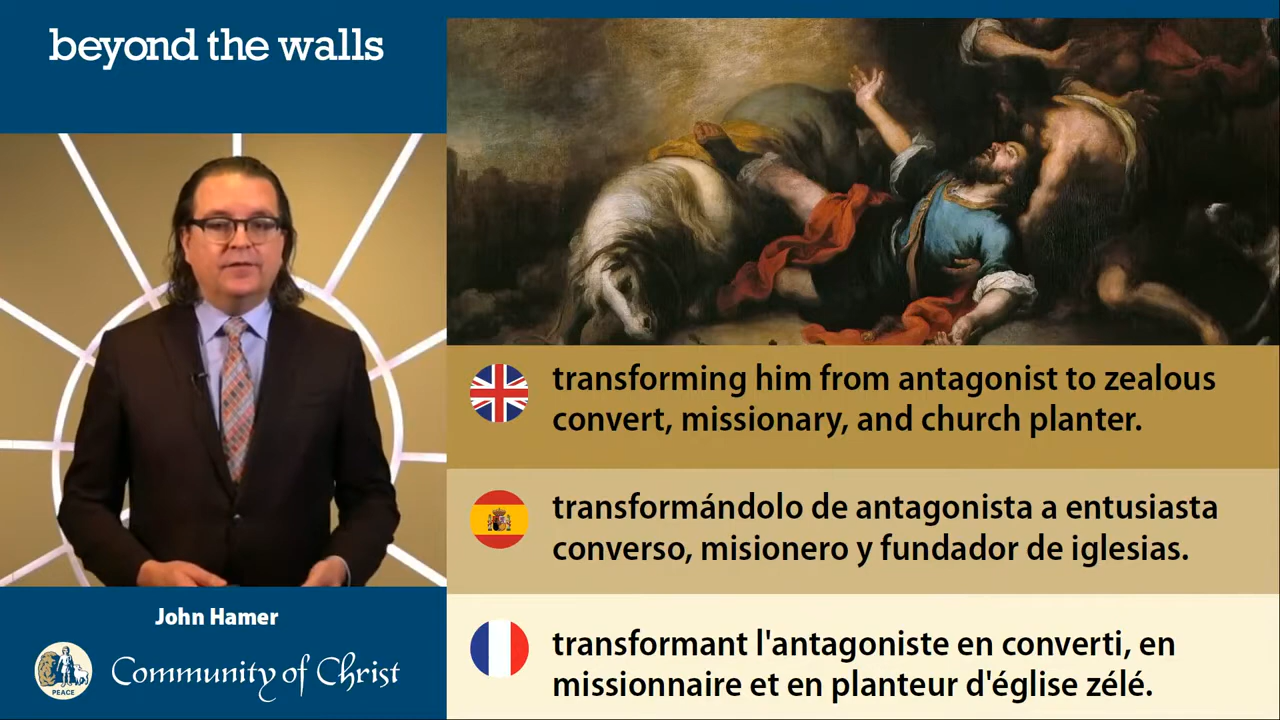 beyond the walls
transforming him from antagonist to zealous
convert, missionary, and church planter.
transformándolo de antagonista a entusiasta
converso, misionero y fundador de iglesias.
transformant l'antagoniste en converti, en
missionnaire et en planteur d'église zélé.
John Hamer
PEACE
Community of Christ